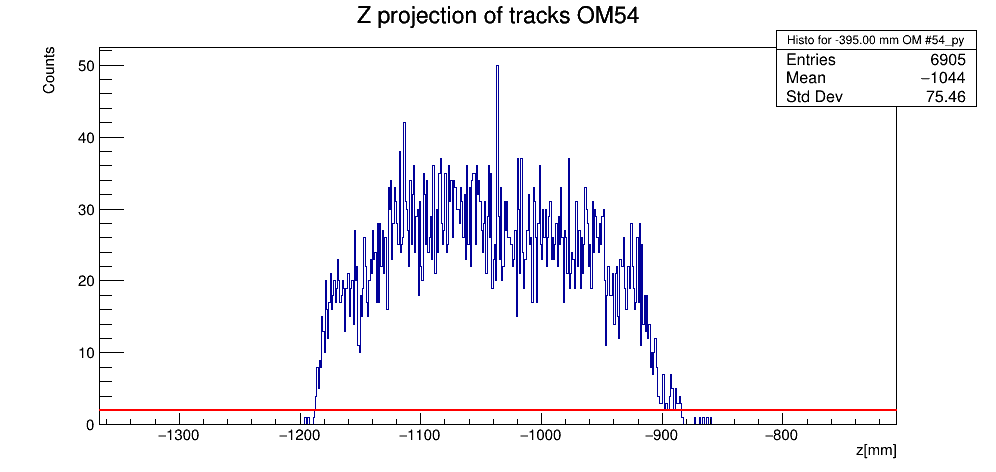 Z projection of tracks OM54
Histo for -395.00 mm OM #54_py
Entries 6905
Mean −1044
Std Dev 75.46
Counts
50
40
30
20
10
0
−1300 −1200 −1100 −1000 −900 −800
z[mm]